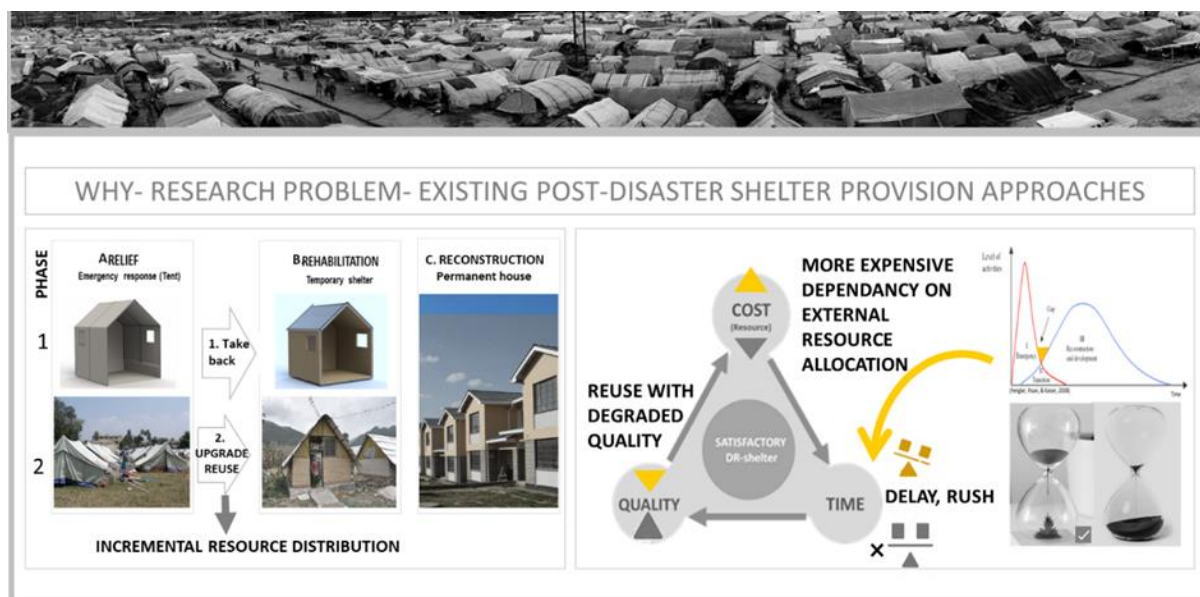 WHY- RESEARCH PROBLEM- EXISTING POST-DISASTER SHELTER PROVISION APPROACHES
PHASE
A RELIEF
Emergency response (Tent)
B REHABILITATION
Temporary shelter
C. RECONSTRUCTION
Permanent house
1
1. Take
back
2
2.
UPGRADE
REUSE
INCREMENTAL RESOURCE DISTRIBUTION
COST
(Resource)
MORE EXPENSIVE
DEPENDANCY ON
EXTERNAL
RESOURCE
ALLOCATION
REUSE WITH
DEGRADED
QUALITY
SATISFACTORY
DR-shelter
QUALITY
TIME
DELAY, RUSH
×
Level of
activities
Gap
I
Emergency
II
Transition
III
Reconstruction
and development
Time